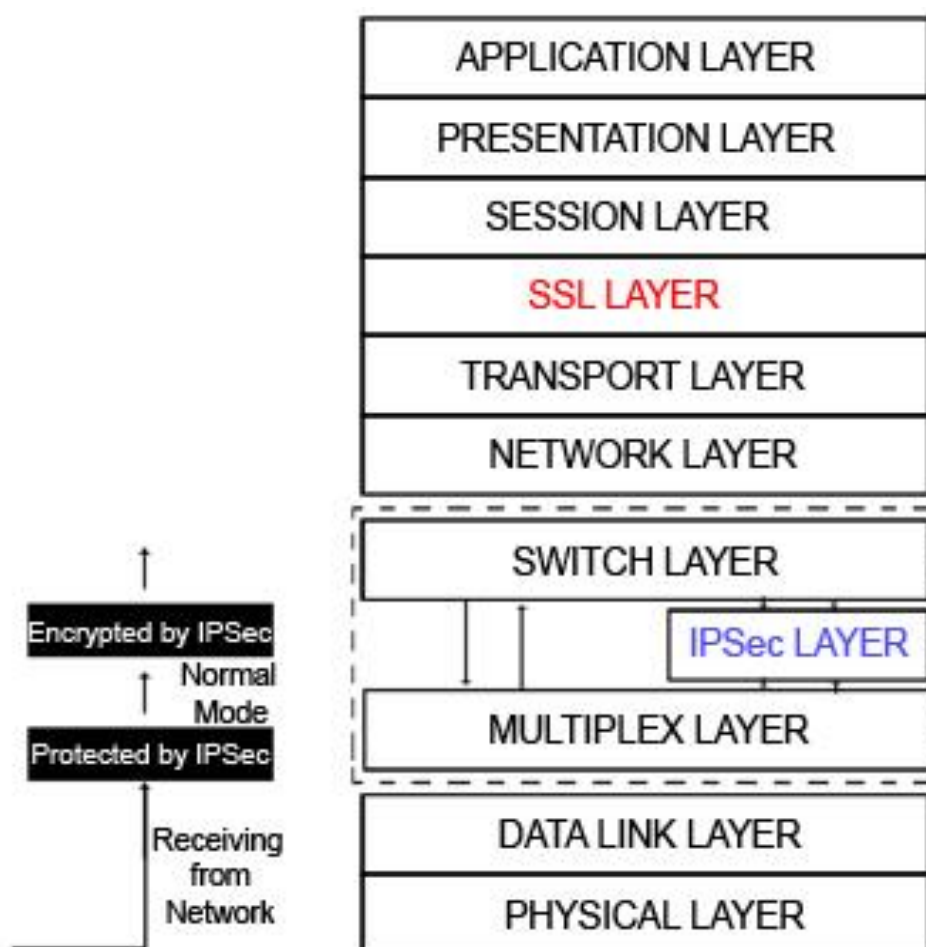 APPLICATION LAYER
PRESENTATION LAYER
SESSION LAYER
SSL LAYER
TRANSPORT LAYER
NETWORK LAYER
SWITCH LAYER
IPSec LAYER
MULTIPLEX LAYER
DATA LINK LAYER
PHYSICAL LAYER
Encrypted by IPSec
Normal
Mode
Protected by IPSec
Receiving
from
Network